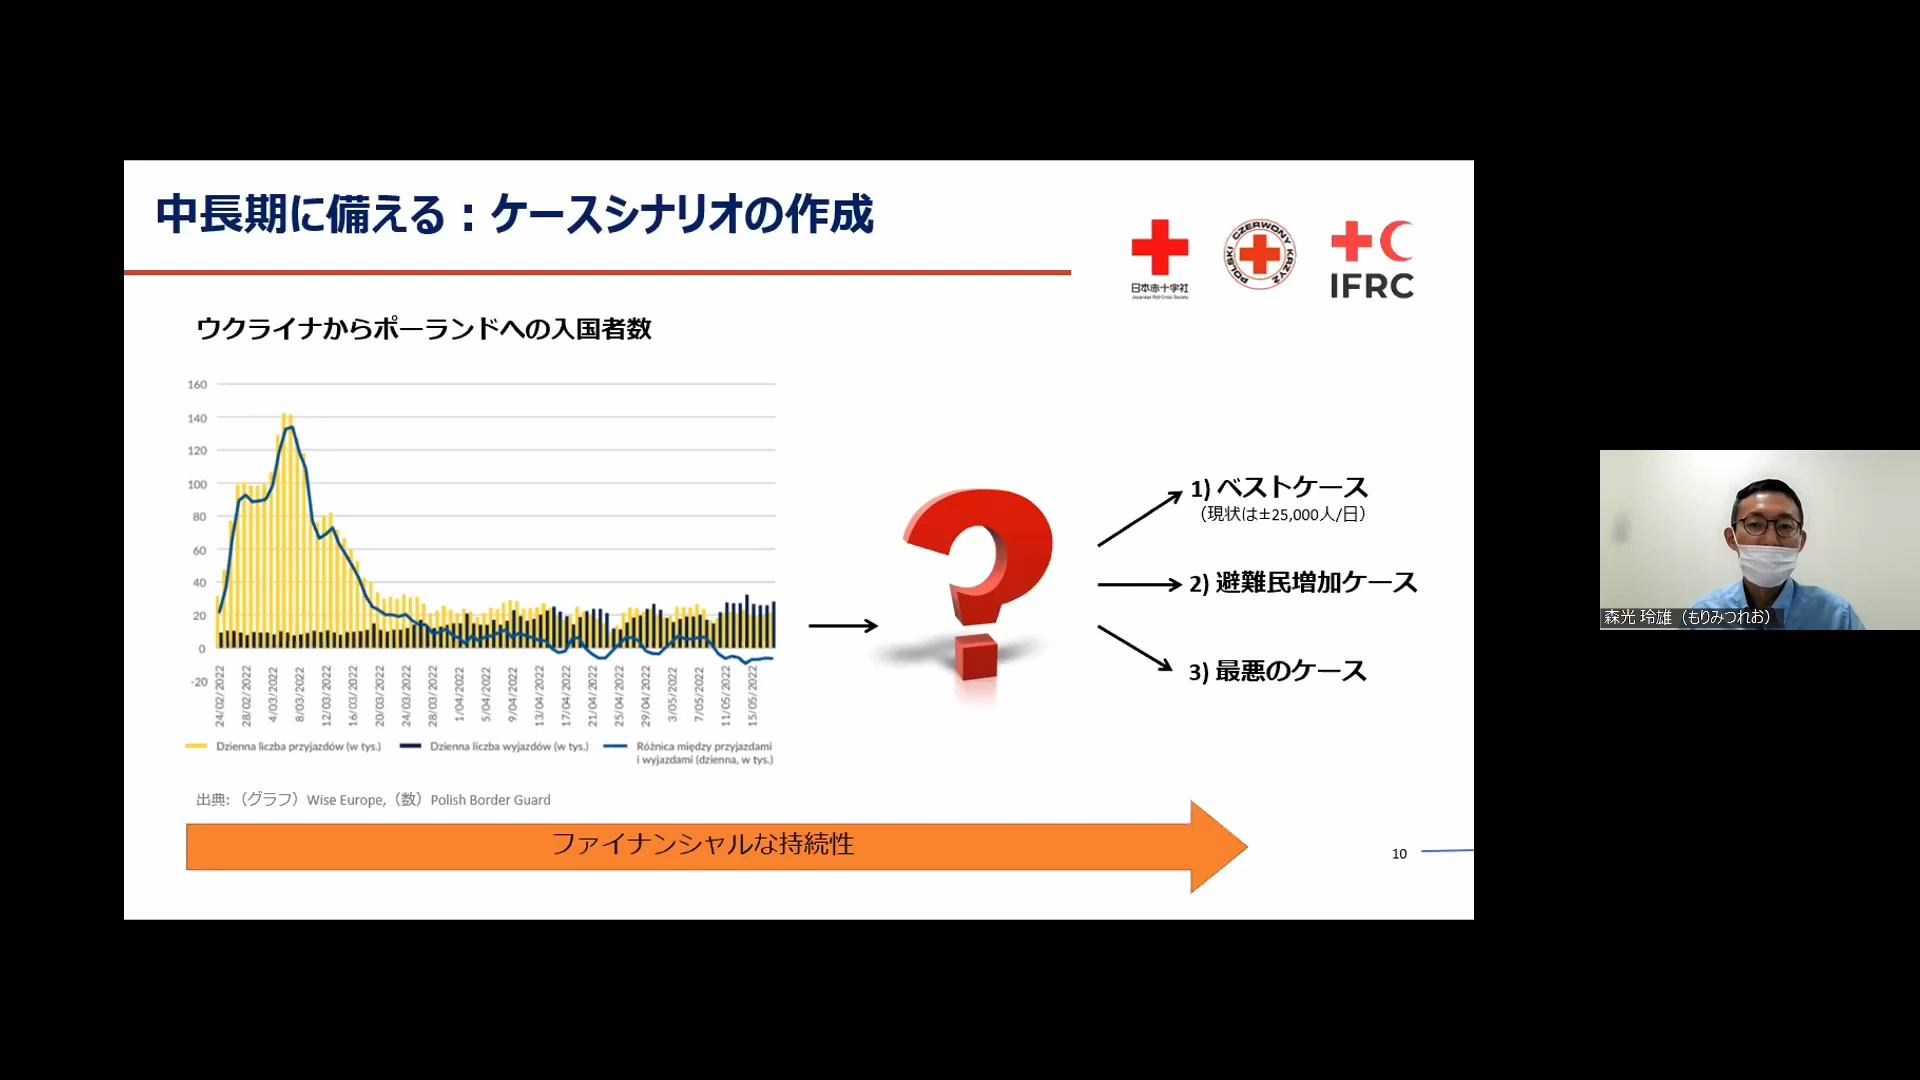 中長期に備える：ケースシナリオの作成
日本赤十字社
Japanese Red Cross Society
POLSKI CZERWONY KRZYŻ
IFRC
ウクライナからポーランドへの入国者数
160
140
120
100
80
60
40
20
0
-20
24/02/2022
28/02/2022
4/03/2022
8/03/2022
12/03/2022
16/03/2022
20/03/2022
24/03/2022
28/03/2022
1/04/2022
5/04/2022
9/04/2022
13/04/2022
17/04/2022
21/04/2022
25/04/2022
29/04/2022
3/05/2022
7/05/2022
11/05/2022
15/05/2022
Dzienna liczba przyjazdów (w tys.)
Dzienna liczba wyjazdów (w tys.)
Różnica między przyjazdami
i wyjazdami (dzienna, w tys.)
1) ベストケース
（現状は±25,000人/日）
2) 避難民増加ケース
3) 最悪のケース
出典: （グラフ）Wise Europe,（数）Polish Border Guard
ファイナンシャルな持続性
10
森光 玲雄（もりみつれお）